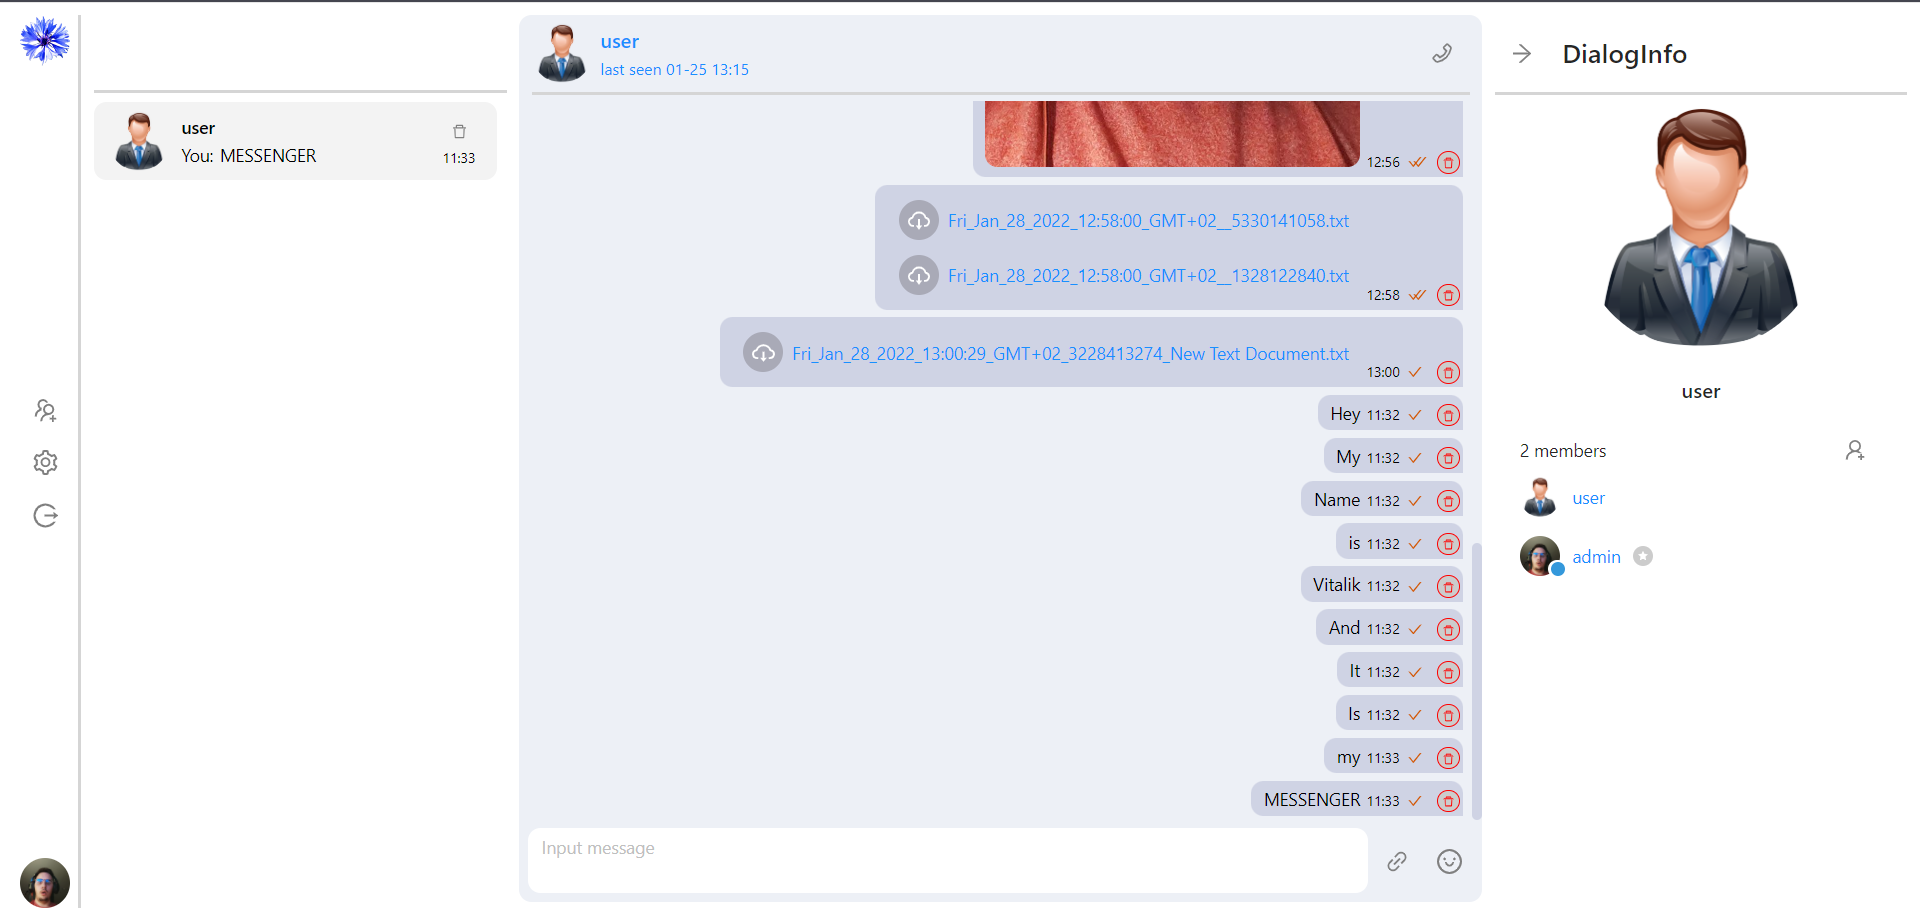 user
You: MESSENGER
11:33
user
last seen 01-25 13:15
12:56
Fri_Jan_28_2022_12:58:00_GMT+02__5330141058.txt
Fri_Jan_28_2022_12:58:00_GMT+02__1328122840.txt
12:58
Fri_Jan_28_2022_13:00:29_GMT+02_3228413274_New Text Document.txt
13:00
Hey 11:32
My 11:32
Name 11:32
is 11:32
Vitalik 11:32
And 11:32
It 11:32
Is 11:32
my 11:33
MESSENGER 11:33
Input message
DialogInfo
user
2 members
user
admin